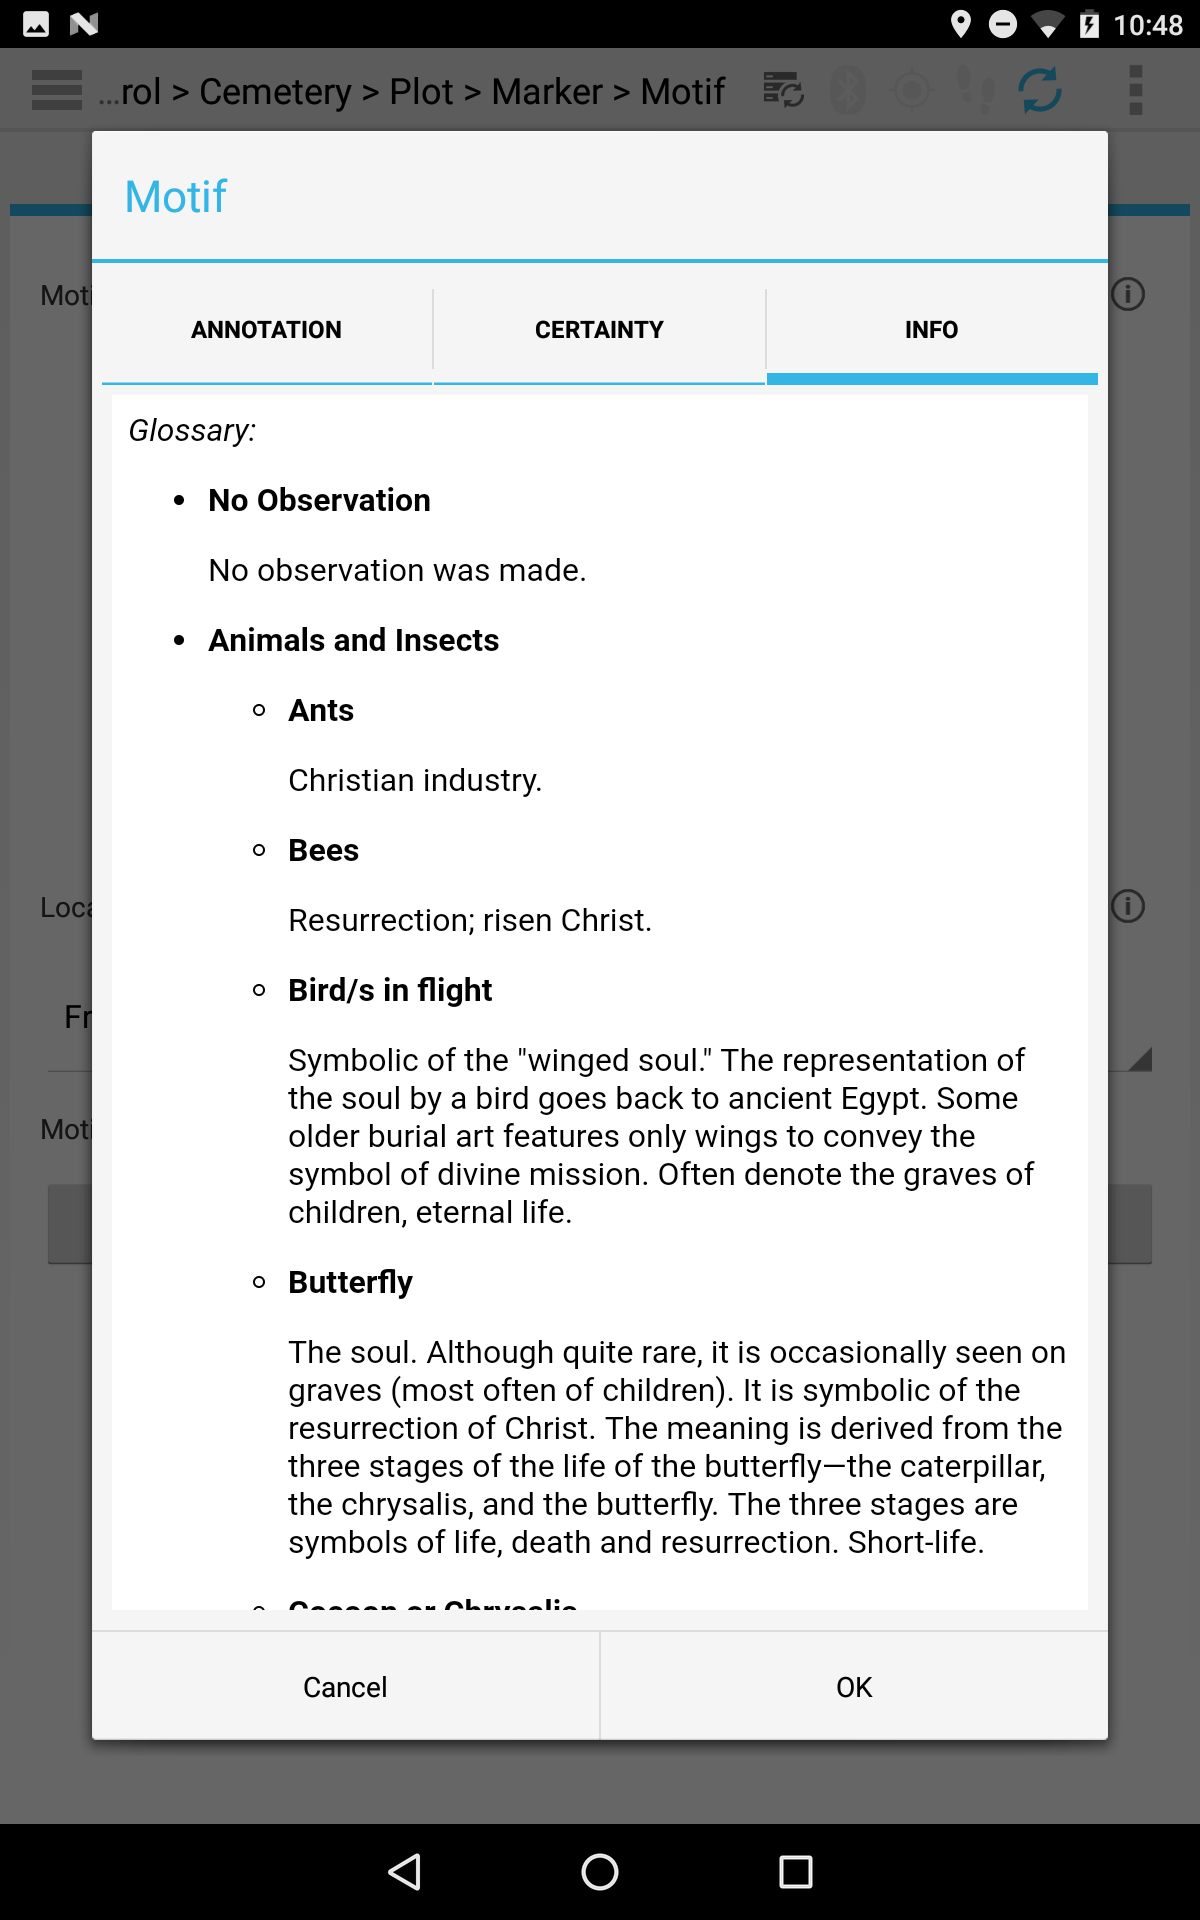 10:48
...rol > Cemetery > Plot > Marker > Motif
Motif
ANNOTATION
CERTAINTY
INFO
Glossary:
No Observation
No observation was made.
Animals and Insects
Ants
Christian industry.
Bees
Resurrection; risen Christ.
Bird/s in flight
Symbolic of the "winged soul." The representation of
the soul by a bird goes back to ancient Egypt. Some
older burial art features only wings to convey the
symbol of divine mission. Often denote the graves of
children, eternal life.
Butterfly
The soul. Although quite rare, it is occasionally seen on
graves (most often of children). It is symbolic of the
resurrection of Christ. The meaning is derived from the
three stages of the life of the butterfly—the caterpillar,
the chrysalis, and the butterfly. The three stages are
symbols of life, death and resurrection. Short-life.
Cocoon or Chrysalis
Cancel
OK